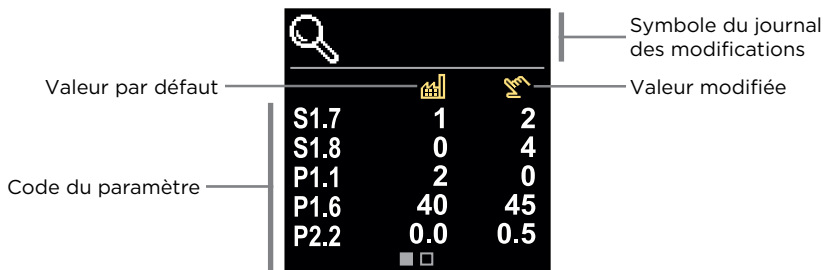 Symbole du journal
des modifications
Valeur par défaut
Valeur modifiée
Code du paramètre
S1.7 1 2
S1.8 0 4
P1.1 2 0
P1.6 40 45
P2.2 0.0 0.5